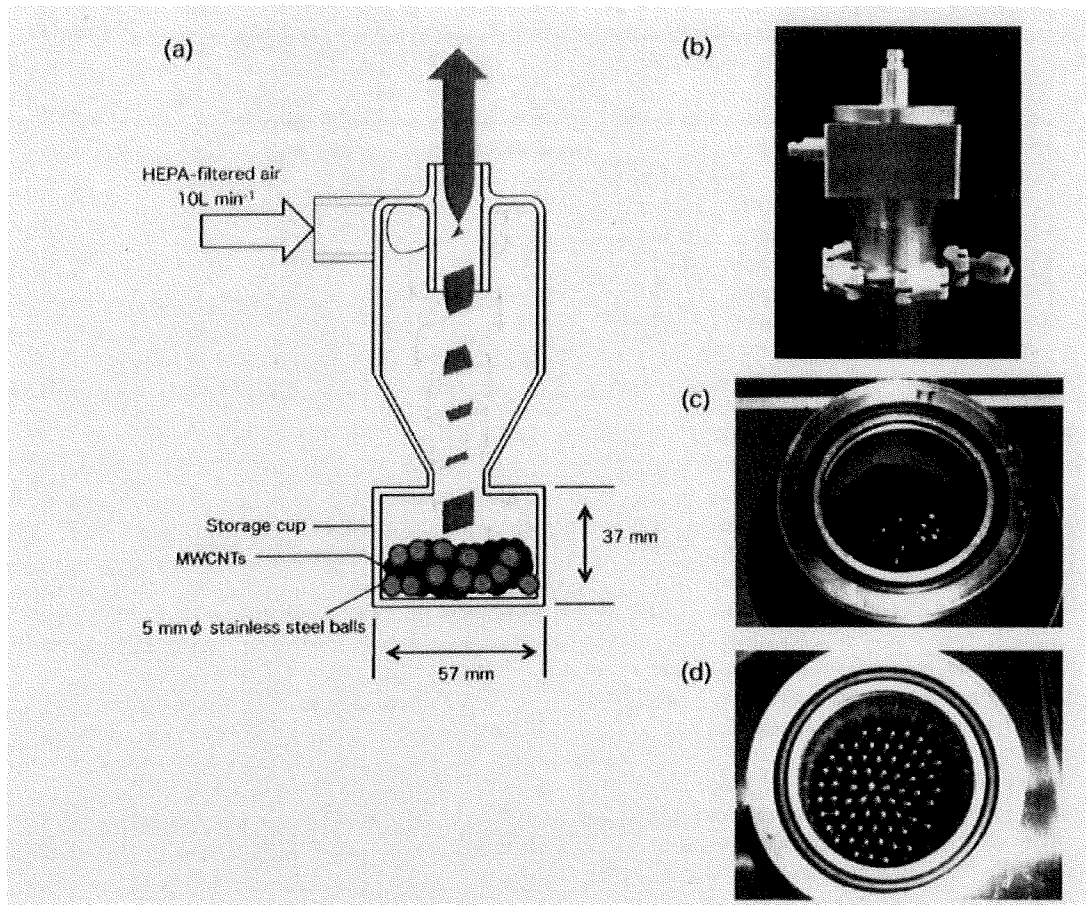 (a)
HEPA-filtered air
10L min⁻¹
Storage cup
MWCNTs
5 mmϕ stainless steel balls
37 mm
57 mm
(b)
(c)
(d)